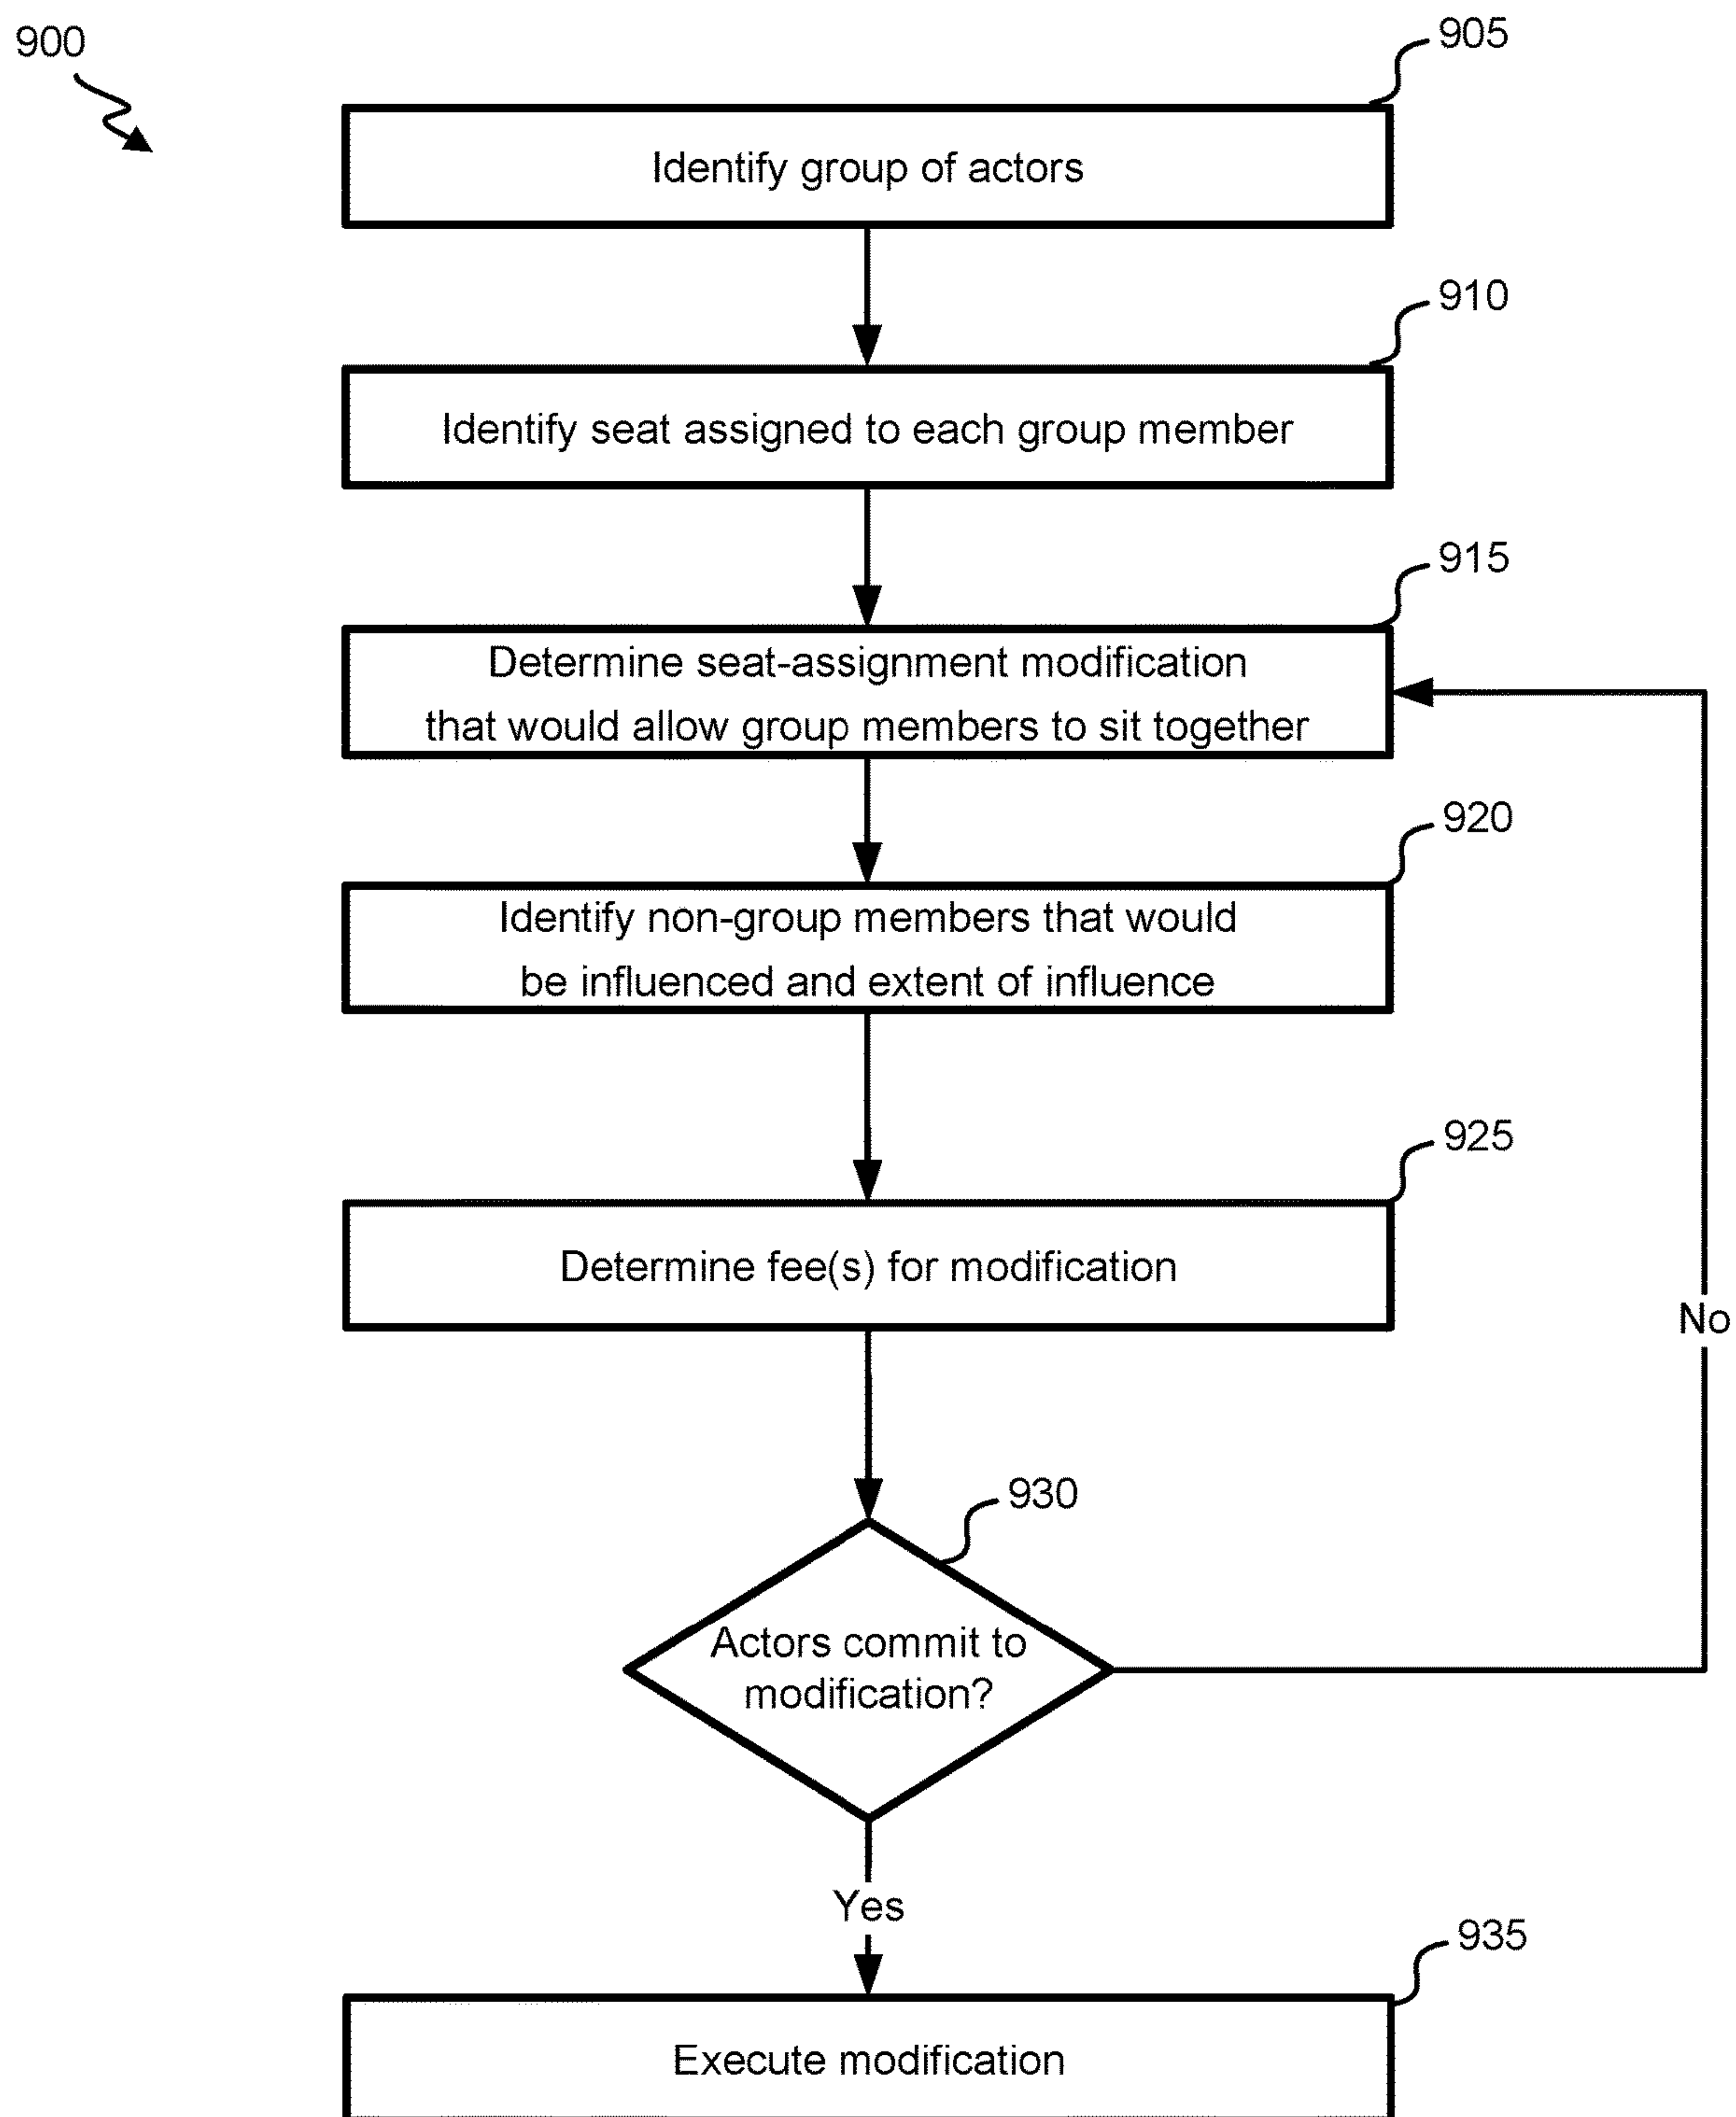 900
905
Identify group of actors
910
Identify seat assigned to each group member
915
Determine seat-assignment modification
that would allow group members to sit together
920
Identify non-group members that would
be influenced and extent of influence
925
Determine fee(s) for modification
No
930
Actors commit to
modification?
Yes
935
Execute modification